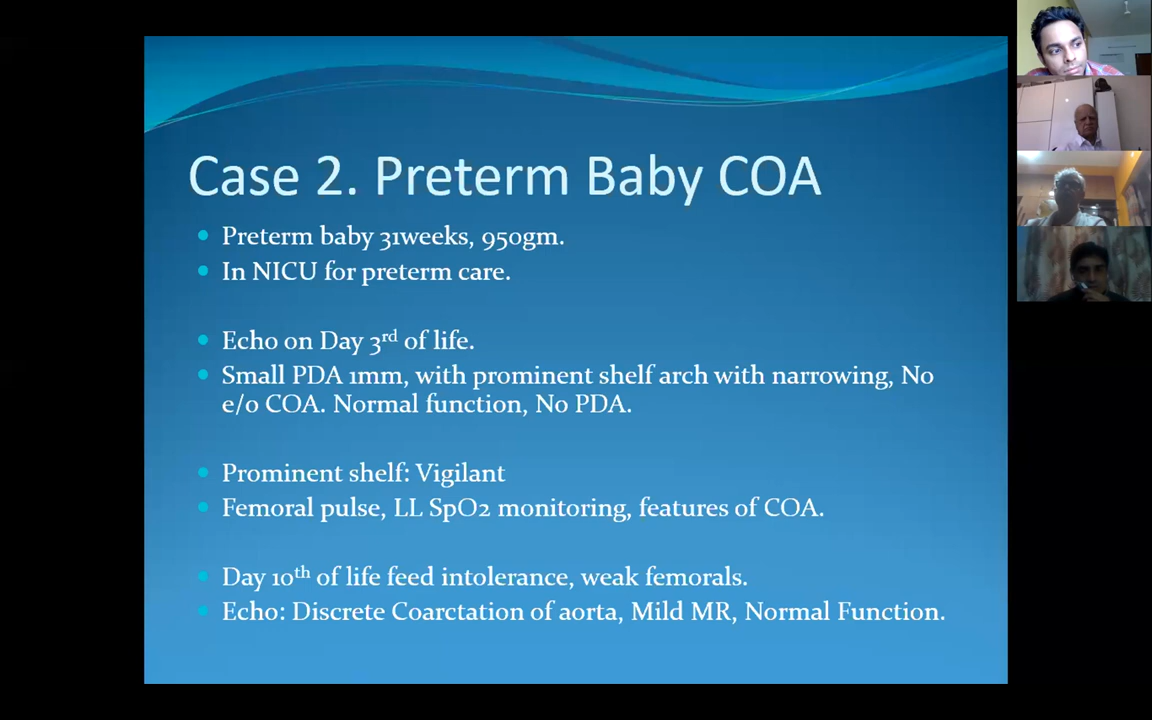 Case 2. Preterm Baby COA
Preterm baby 31weeks, 950gm.
In NICU for preterm care.
Echo on Day 3rd of life.
Small PDA 1mm, with prominent shelf arch with narrowing, No
e/o COA. Normal function, No PDA.
Prominent shelf: Vigilant
Femoral pulse, LL SpO2 monitoring, features of COA.
Day 10th of life feed intolerance, weak femorals.
Echo: Discrete Coarctation of aorta, Mild MR, Normal Function.